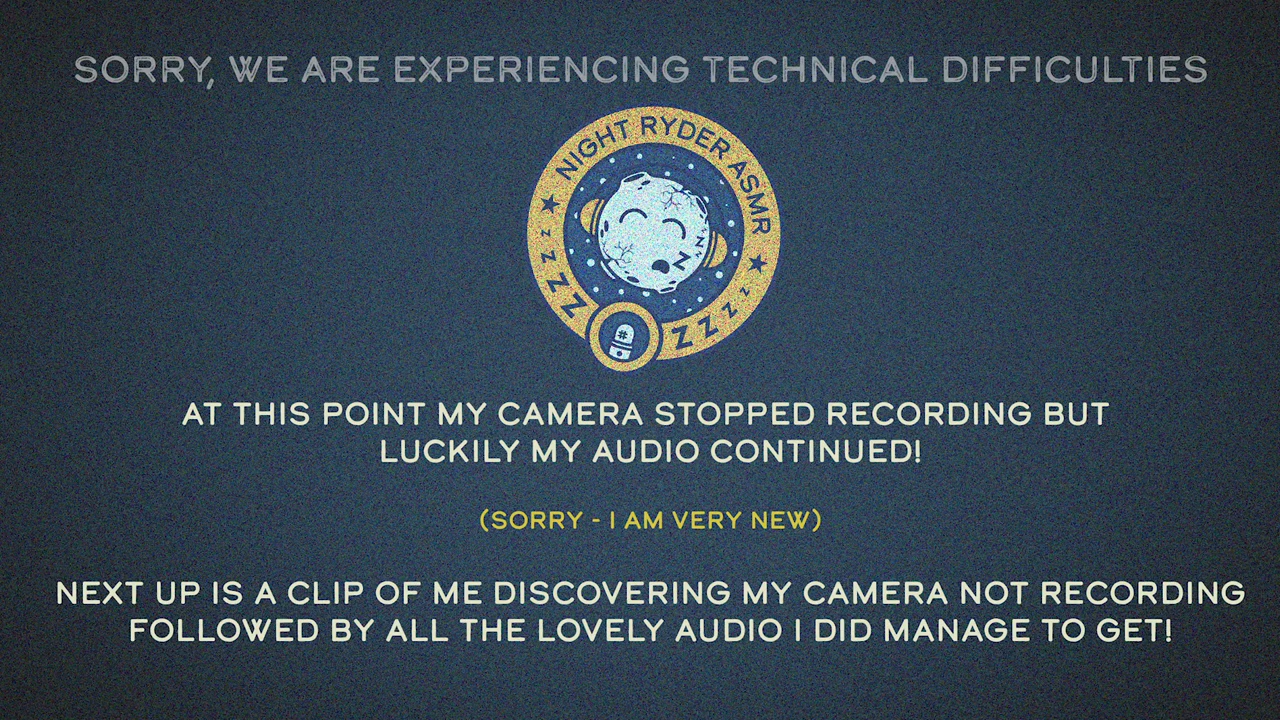 SORRY, WE ARE EXPERIENCING TECHNICAL DIFFICULTIES
NIGHT RYDER ASMR
Z Z Z Z
Z Z Z
Z Z Z Z
#
AT THIS POINT MY CAMERA STOPPED RECORDING BUT
LUCKILY MY AUDIO CONTINUED!
(SORRY - I AM VERY NEW)
NEXT UP IS A CLIP OF ME DISCOVERING MY CAMERA NOT RECORDING
FOLLOWED BY ALL THE LOVELY AUDIO I DID MANAGE TO GET!